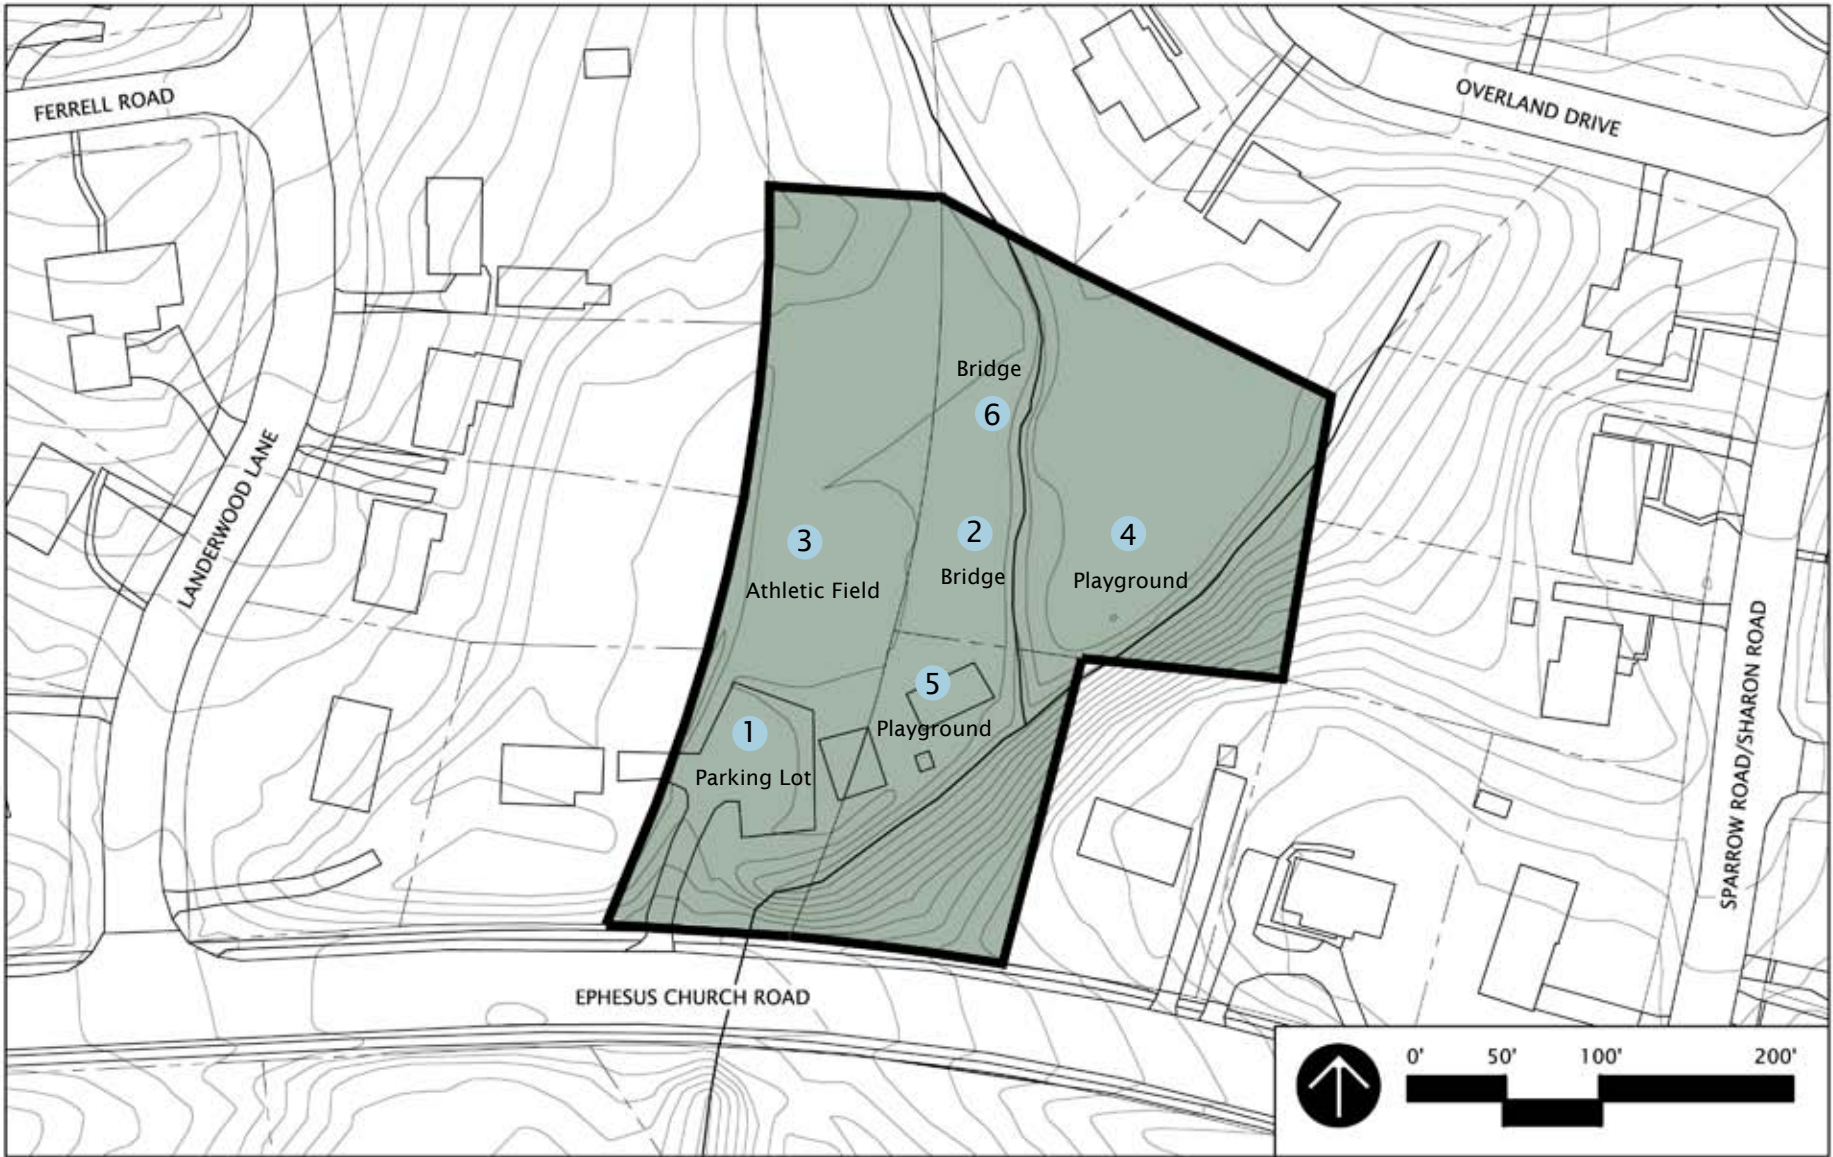 FERRELL ROAD
OVERLAND DRIVE
LANDERWOOD LANE
Bridge
6
3
Athletic Field
2
Bridge
4
Playground
5
Playground
1
Parking Lot
SPARROW ROAD/SHARON ROAD
EPHESUS CHURCH ROAD
0' 50' 100' 200'